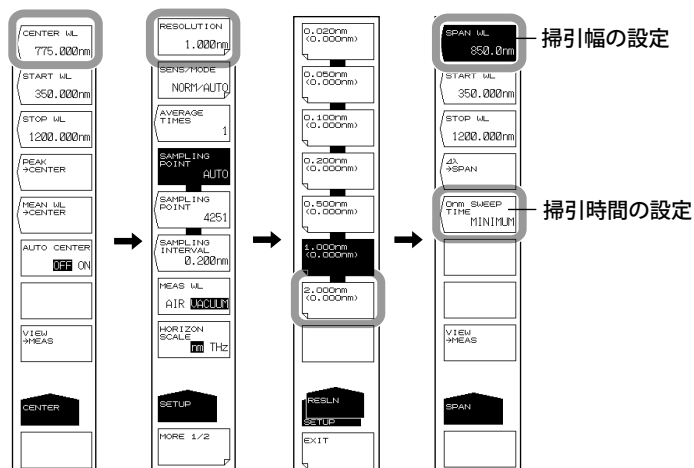 CENTER WL
775.000nm
START WL
350.000nm
STOP WL
1200.000nm
PEAK
→CENTER
MEAN WL
→CENTER
AUTO CENTER
OFF ON
VIEW
→MEAS
CENTER
RESOLUTION
1.000nm
SENS/MODE
NORM/AUTO
AVERAGE
TIMES
1
SAMPLING
POINT
AUTO
SAMPLING
POINT
4251
SAMPLING
INTERVAL
0.200nm
MEAS WL
AIR VACUUM
HORIZON
SCALE
nm THz
SETUP
MORE 1/2
0.020nm
(0.000nm)
0.050nm
(0.000nm)
0.100nm
(0.000nm)
0.200nm
(0.000nm)
0.500nm
(0.000nm)
1.000nm
(0.000nm)
2.000nm
(0.000nm)
RESLN
SETUP
EXIT
SPAN WL
850.0nm
掃引幅の設定
START WL
350.000nm
STOP WL
1200.000nm
Δλ
→SPAN
0nm SWEEP
TIME
MINIMUM
掃引時間の設定
VIEW
→MEAS
SPAN